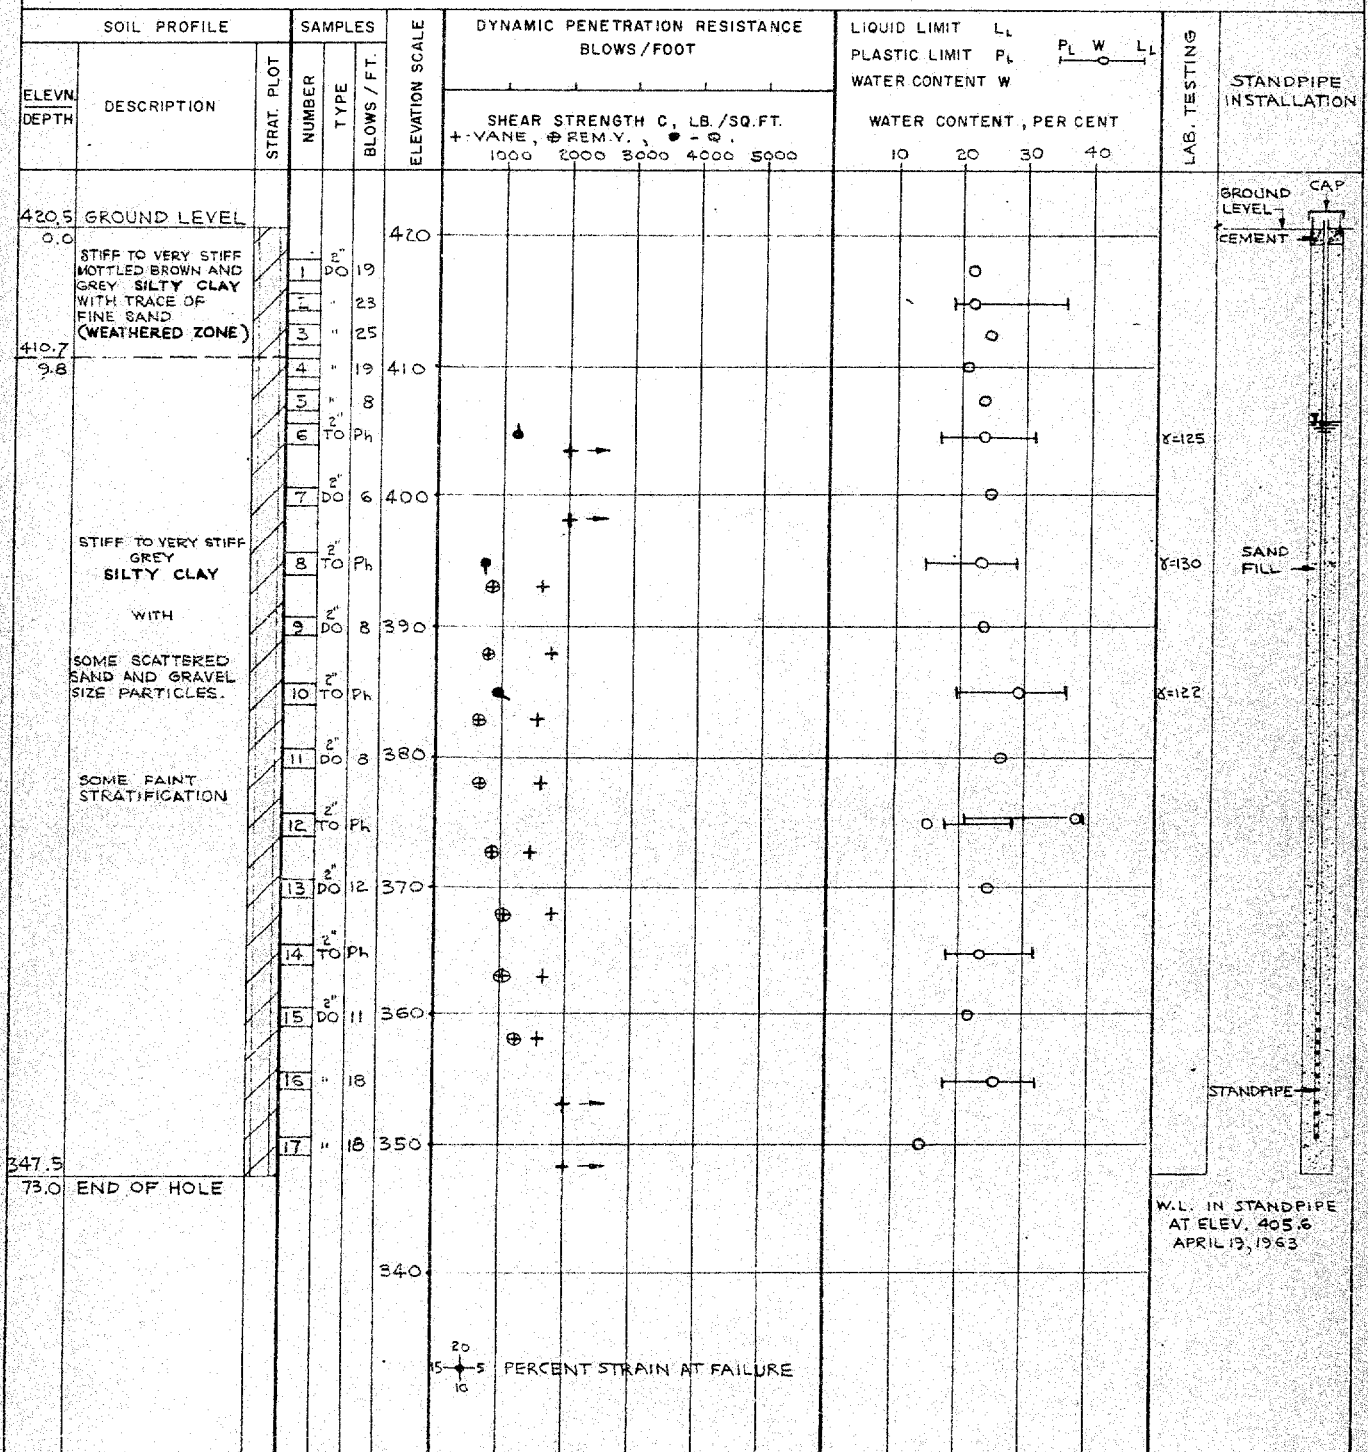 SOIL PROFILE
SAMPLES
ELEVATION SCALE
DYNAMIC PENETRATION RESISTANCE
BLOWS/FOOT
LIQUID LIMIT LL
PLASTIC LIMIT PL
WATER CONTENT W
PL W LL
LAB. TESTING
STANDPIPE
INSTALLATION
ELEVN.
DEPTH
DESCRIPTION
STRAT. PLOT
NUMBER
TYPE
BLOWS / FT.
SHEAR STRENGTH C, LB./SQ.FT.
+-VANE, ⊕ REM.V., ● - Q.
1000 2000 3000 4000 5000
WATER CONTENT, PER CENT
10 20 30 40
420.5 GROUND LEVEL
0.0
STIFF TO VERY STIFF
MOTTLED BROWN AND
GREY SILTY CLAY
WITH TRACE OF
FINE SAND
(WEATHERED ZONE)
410.7
9.8
STIFF TO VERY STIFF
GREY
SILTY CLAY
WITH
SOME SCATTERED
SAND AND GRAVEL
SIZE PARTICLES.
SOME FAINT
STRATIFICATION
347.5
73.0 END OF HOLE
1 2" DO 19
2 " 23
3 " 25
4 " 19
5 " 8
6 2" TO Ph
7 2" DO 6
8 2" TO Ph
9 2" DO 8
10 2" TO Ph
11 2" DO 8
12 2" TO Ph
13 2" DO 12
14 2" TO Ph
15 2" DO 11
16 " 18
17 " 18
420
410
400
390
380
370
360
350
340
γ=125
γ=130
γ=122
GROUND
LEVEL
CAP
CEMENT
SAND
FILL
STANDPIPE
W.L. IN STANDPIPE
AT ELEV. 405.6
APRIL 19, 1963
20
15 5 PERCENT STRAIN AT FAILURE
10